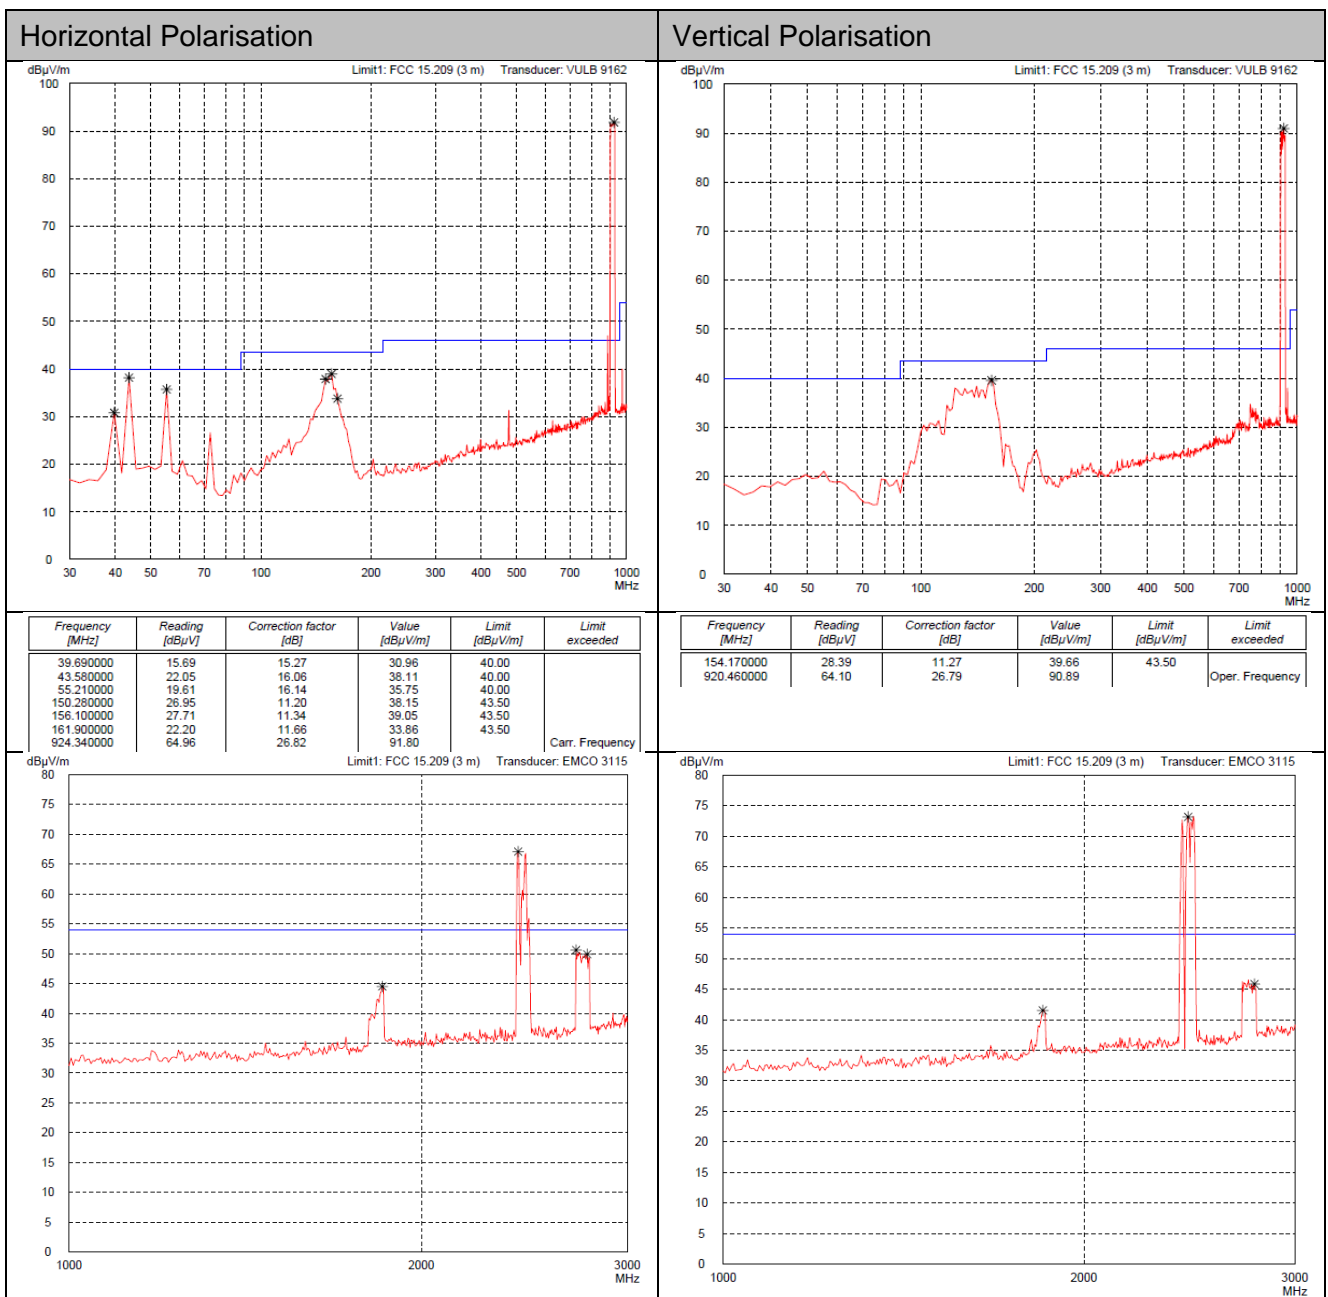 Horizontal Polarisation
Vertical Polarisation
dBµV/m
Limit1: FCC 15.209 (3 m) Transducer: VULB 9162
100
90
80
70
60
50
40
30
20
10
0
30 40 50 70 100 200 300 400 500 700 1000
MHz
dBµV/m
Limit1: FCC 15.209 (3 m) Transducer: VULB 9162
100
90
80
70
60
50
40
30
20
10
0
30 40 50 70 100 200 300 400 500 700 1000
MHz
Frequency [MHz] Reading [dBµV] Correction factor [dB] Value [dBµV/m] Limit [dBµV/m] Limit exceeded
39.690000 15.69 15.27 30.96 40.00
43.580000 22.05 16.06 38.11 40.00
55.210000 19.61 16.14 35.75 40.00
150.280000 26.95 11.20 38.15 43.50
156.100000 27.71 11.34 39.05 43.50
161.900000 22.20 11.66 33.86 43.50
924.340000 64.96 26.82 91.80 Carr. Frequency
Frequency [MHz] Reading [dBµV] Correction factor [dB] Value [dBµV/m] Limit [dBµV/m] Limit exceeded
154.170000 28.39 11.27 39.66 43.50
920.460000 64.10 26.79 90.89 Oper. Frequency
dBµV/m
Limit1: FCC 15.209 (3 m) Transducer: EMCO 3115
80
75
70
65
60
55
50
45
40
35
30
25
20
15
10
5
0
1000 2000 3000
MHz
dBµV/m
Limit1: FCC 15.209 (3 m) Transducer: EMCO 3115
80
75
70
65
60
55
50
45
40
35
30
25
20
15
10
5
0
1000 2000 3000
MHz